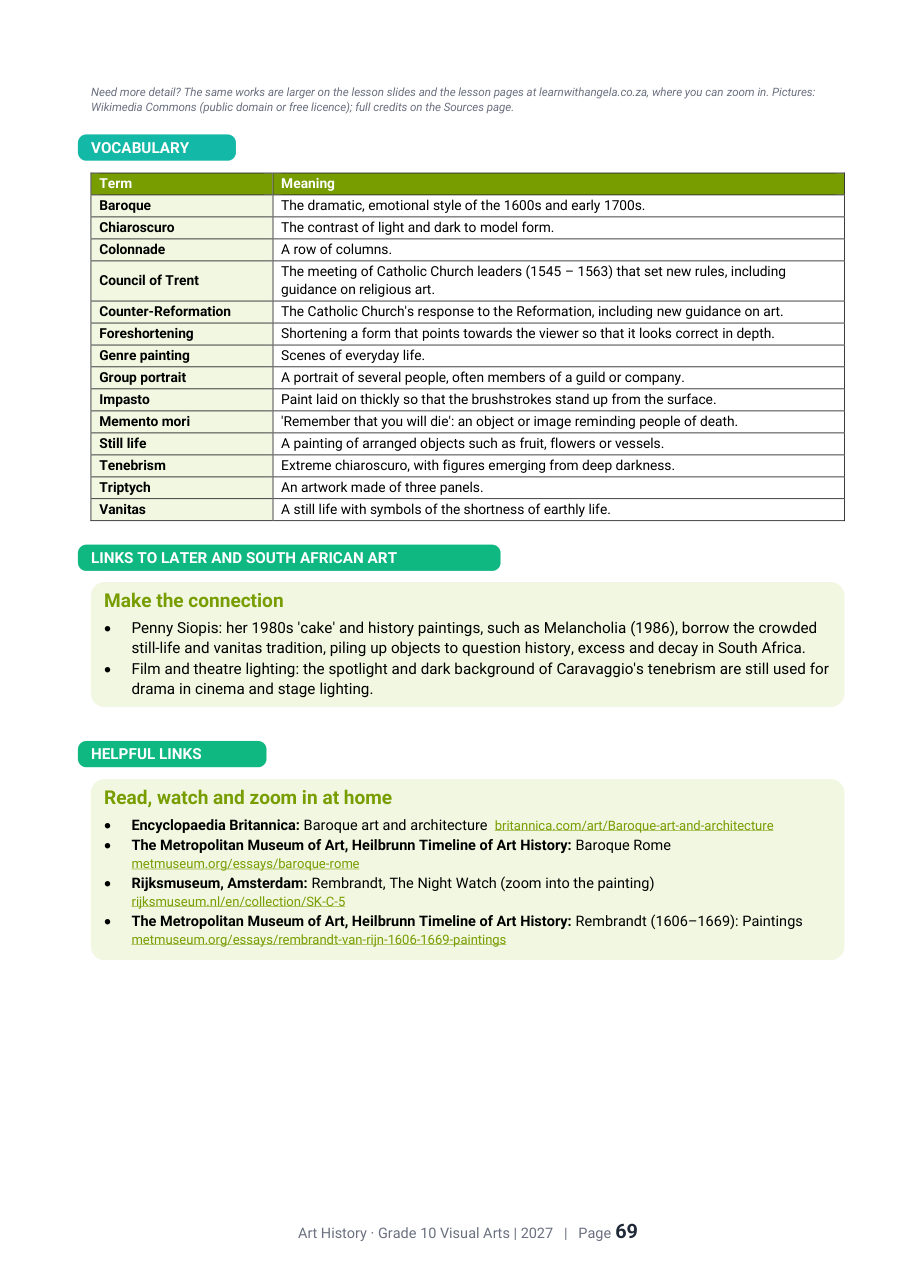 Need more detail? The same works are larger on the lesson slides and the lesson pages at learnwithangela.co.za, where you can zoom in. Pictures:
Wikimedia Commons (public domain or free licence); full credits on the Sources page.
VOCABULARY
Term Meaning
Baroque The dramatic, emotional style of the 1600s and early 1700s.
Chiaroscuro The contrast of light and dark to model form.
Colonnade A row of columns.
Council of Trent The meeting of Catholic Church leaders (1545 – 1563) that set new rules, including
guidance on religious art.
Counter-Reformation The Catholic Church's response to the Reformation, including new guidance on art.
Foreshortening Shortening a form that points towards the viewer so that it looks correct in depth.
Genre painting Scenes of everyday life.
Group portrait A portrait of several people, often members of a guild or company.
Impasto Paint laid on thickly so that the brushstrokes stand up from the surface.
Memento mori 'Remember that you will die': an object or image reminding people of death.
Still life A painting of arranged objects such as fruit, flowers or vessels.
Tenebrism Extreme chiaroscuro, with figures emerging from deep darkness.
Triptych An artwork made of three panels.
Vanitas A still life with symbols of the shortness of earthly life.
LINKS TO LATER AND SOUTH AFRICAN ART
Make the connection
• Penny Siopis: her 1980s 'cake' and history paintings, such as Melancholia (1986), borrow the crowded
still-life and vanitas tradition, piling up objects to question history, excess and decay in South Africa.
• Film and theatre lighting: the spotlight and dark background of Caravaggio's tenebrism are still used for
drama in cinema and stage lighting.
HELPFUL LINKS
Read, watch and zoom in at home
• Encyclopaedia Britannica: Baroque art and architecture britannica.com/art/Baroque-art-and-architecture
• The Metropolitan Museum of Art, Heilbrunn Timeline of Art History: Baroque Rome
metmuseum.org/essays/baroque-rome
• Rijksmuseum, Amsterdam: Rembrandt, The Night Watch (zoom into the painting)
rijksmuseum.nl/en/collection/SK-C-5
• The Metropolitan Museum of Art, Heilbrunn Timeline of Art History: Rembrandt (1606–1669): Paintings
metmuseum.org/essays/rembrandt-van-rijn-1606-1669-paintings
Art History · Grade 10 Visual Arts | 2027 | Page 69